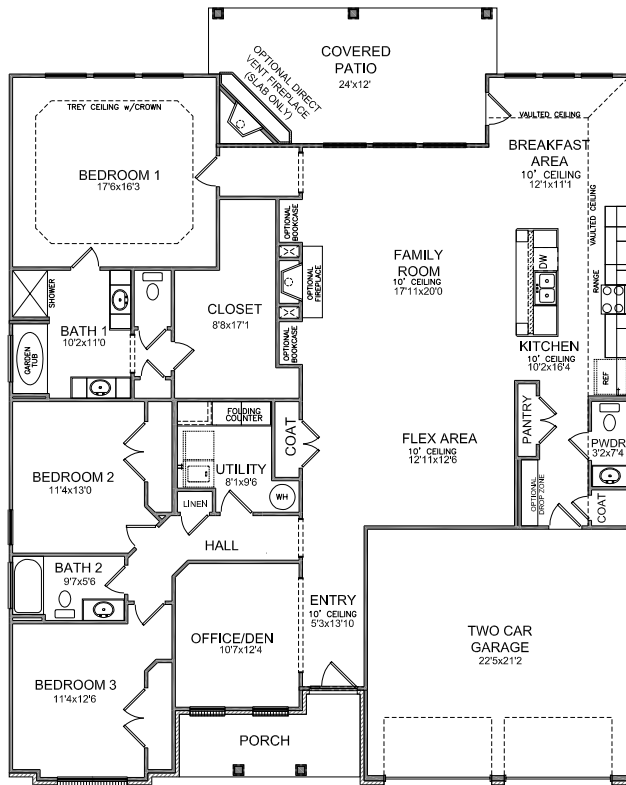 COVERED
PATIO
24'x12'
OPTIONAL DIRECT
VENT FIREPLACE
(SLAB ONLY)
TREY CEILING w/CROWN
BEDROOM 1
17'6x16'3
VAULTED CEILING
BREAKFAST
AREA
10' CEILING
12'1x11'1
VAULTED CEILING
OPTIONAL
BOOKCASE
FAMILY
ROOM
10' CEILING
17'11x20'0
DW
RANGE
OPTIONAL
FIREPLACE
SHOWER
CLOSET
8'8x17'1
BATH 1
10'2x11'0
GARDEN
TUB
OPTIONAL
BOOKCASE
KITCHEN
10' CEILING
10'2x16'4
REF
FOLDING
COUNTER
COAT
PANTRY
FLEX AREA
10' CEILING
12'11x12'6
PWDR
3'2x7'4
BEDROOM 2
11'4x13'0
UTILITY
8'1x9'6
WH
LINEN
OPTIONAL
DROP ZONE
COAT
HALL
BATH 2
9'7x5'6
ENTRY
10' CEILING
5'3x13'10
OFFICE/DEN
10'7x12'4
TWO CAR
GARAGE
22'5x21'2
BEDROOM 3
11'4x12'6
PORCH